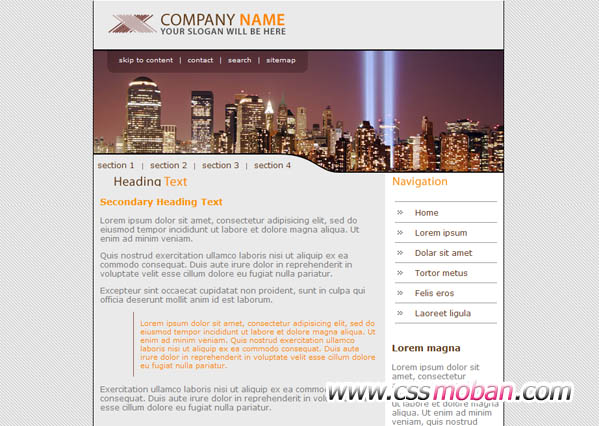 COMPANY NAME
YOUR SLOGAN WILL BE HERE
skip to content | contact | search | sitemap
section 1 | section 2 | section 3 | section 4
Heading Text
Secondary Heading Text
Lorem ipsum dolor sit amet, consectetur adipisicing elit, sed do
eiusmod tempor incididunt ut labore et dolore magna aliqua. Ut
enim ad minim veniam.
Quis nostrud exercitation ullamco laboris nisi ut aliquip ex ea
commodo consequat. Duis aute irure dolor in reprehenderit in
voluptate velit esse cillum dolore eu fugiat nulla pariatur.
Excepteur sint occaecat cupidatat non proident, sunt in culpa qui
officia deserunt mollit anim id est laborum.
Lorem ipsum dolor sit amet, consectetur adipisicing elit, sed do
eiusmod tempor incididunt ut labore et dolore magna aliqua. Ut
enim ad minim veniam, Quis nostrud exercitation ullamco
laboris nisi ut aliquip ex ea commodo consequat. Duis aute
irure dolor in reprehenderit in voluptate velit esse cillum dolore
eu fugiat nulla pariatur.
Exercitation ullamco laboris nisi ut aliquip ex ea com
Duis aute irure dolor in reprehenderit in voluptate
cillum dolore eu fugiat nulla pariatur.
Navigation
» Home
» Lorem ipsum
» Dolar sit amet
» Tortor metus
» Felis eros
» Laoreet ligula
Lorem magna
Lorem ipsum dolor sit
amet, consectetur
ut labore et dolore magna
aliqua. Ut enim ad minim
veniam, quis nostrud
www.cssmoban.com